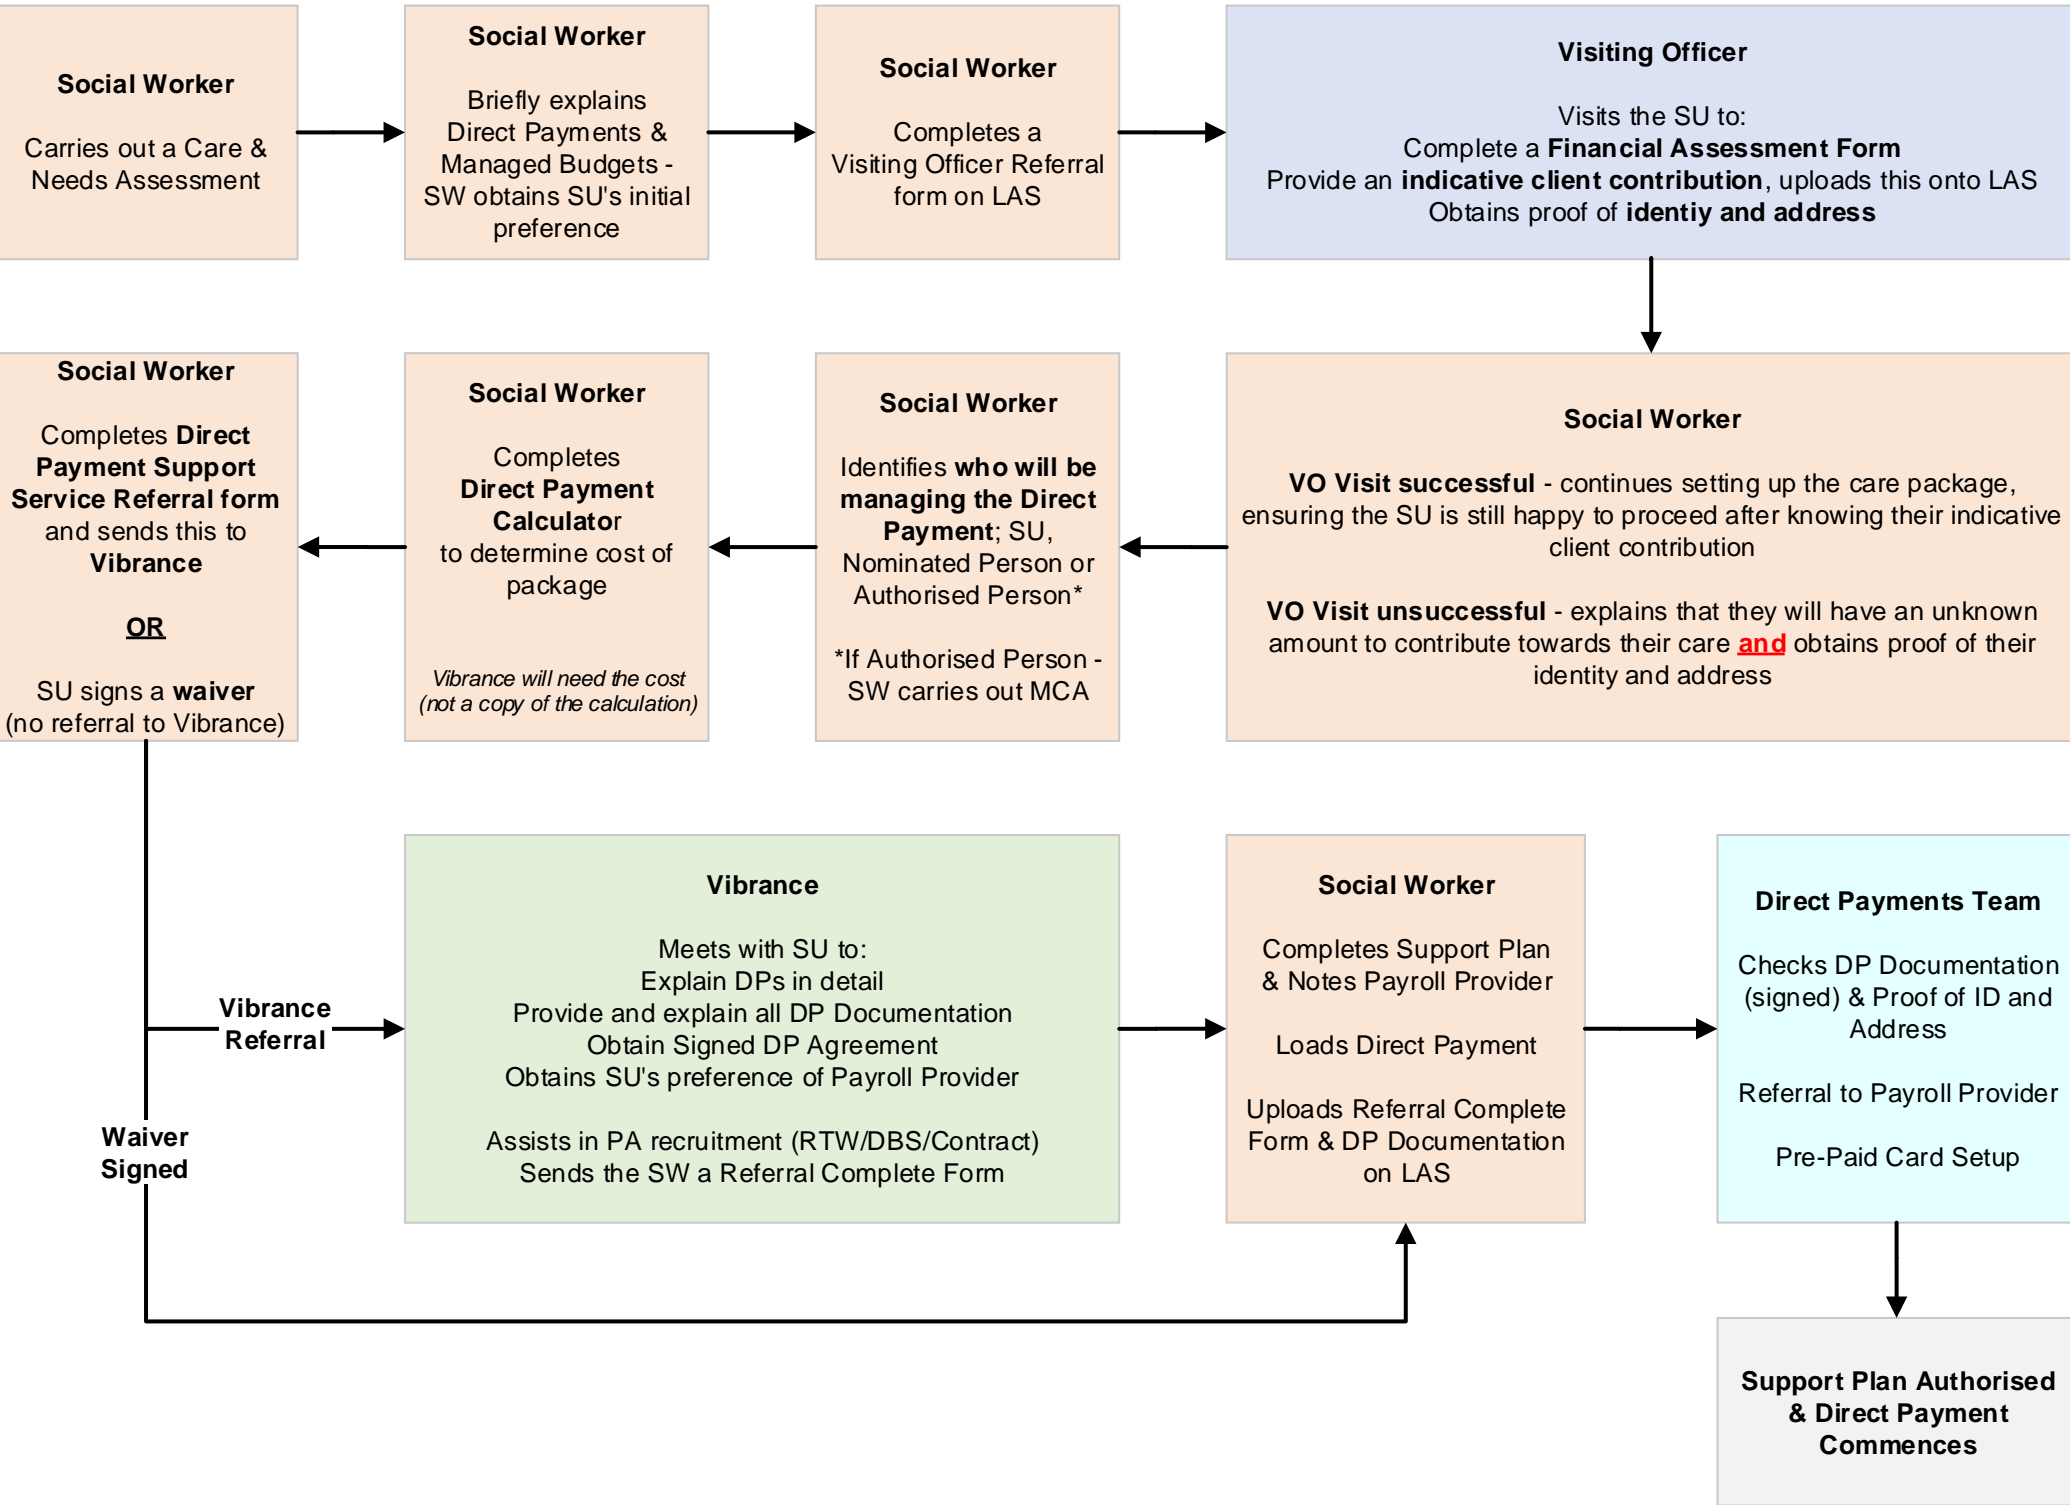 Social Worker
Carries out a Care &
Needs Assessment
Social Worker
Briefly explains
Direct Payments &
Managed Budgets -
SW obtains SU's initial
preference
Social Worker
Completes a
Visiting Officer Referral
form on LAS
Visiting Officer
Visits the SU to:
Complete a Financial Assessment Form
Provide an indicative client contribution, uploads this onto LAS
Obtains proof of identiy and address
Social Worker
VO Visit successful - continues setting up the care package,
ensuring the SU is still happy to proceed after knowing their indicative
client contribution
VO Visit unsuccessful - explains that they will have an unknown
amount to contribute towards their care and obtains proof of their
identity and address
Social Worker
Identifies who will be
managing the Direct
Payment; SU,
Nominated Person or
Authorised Person*
*If Authorised Person -
SW carries out MCA
Social Worker
Completes
Direct Payment
Calculator
to determine cost of
package
Vibrance will need the cost
(not a copy of the calculation)
Social Worker
Completes Direct
Payment Support
Service Referral form
and sends this to
Vibrance
OR
SU signs a waiver
(no referral to Vibrance)
Vibrance
Referral
Waiver
Signed
Vibrance
Meets with SU to:
Explain DPs in detail
Provide and explain all DP Documentation
Obtain Signed DP Agreement
Obtains SU's preference of Payroll Provider
Assists in PA recruitment (RTW/DBS/Contract)
Sends the SW a Referral Complete Form
Social Worker
Completes Support Plan
& Notes Payroll Provider
Loads Direct Payment
Uploads Referral Complete
Form & DP Documentation
on LAS
Direct Payments Team
Checks DP Documentation
(signed) & Proof of ID and
Address
Referral to Payroll Provider
Pre-Paid Card Setup
Support Plan Authorised
& Direct Payment
Commences